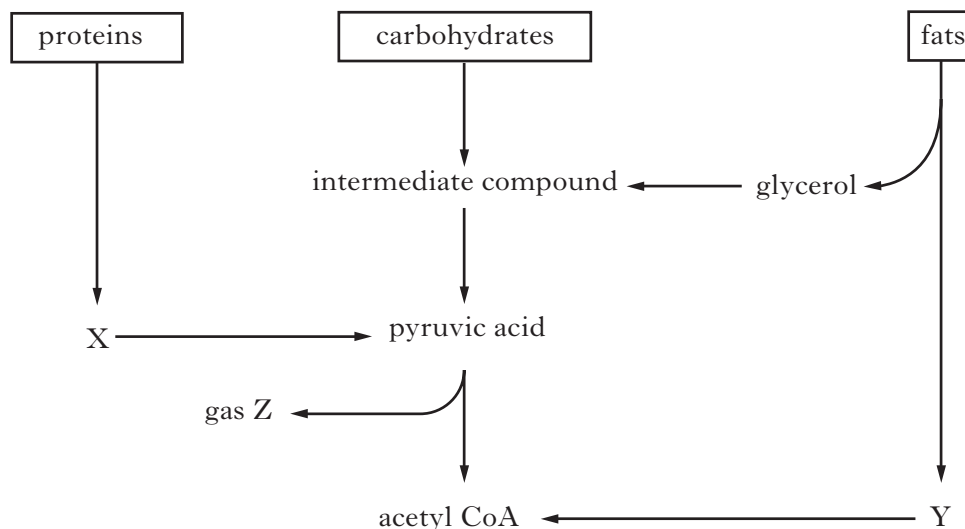 proteins
carbohydrates
fats
intermediate compound
glycerol
X
pyruvic acid
gas Z
acetyl CoA
Y